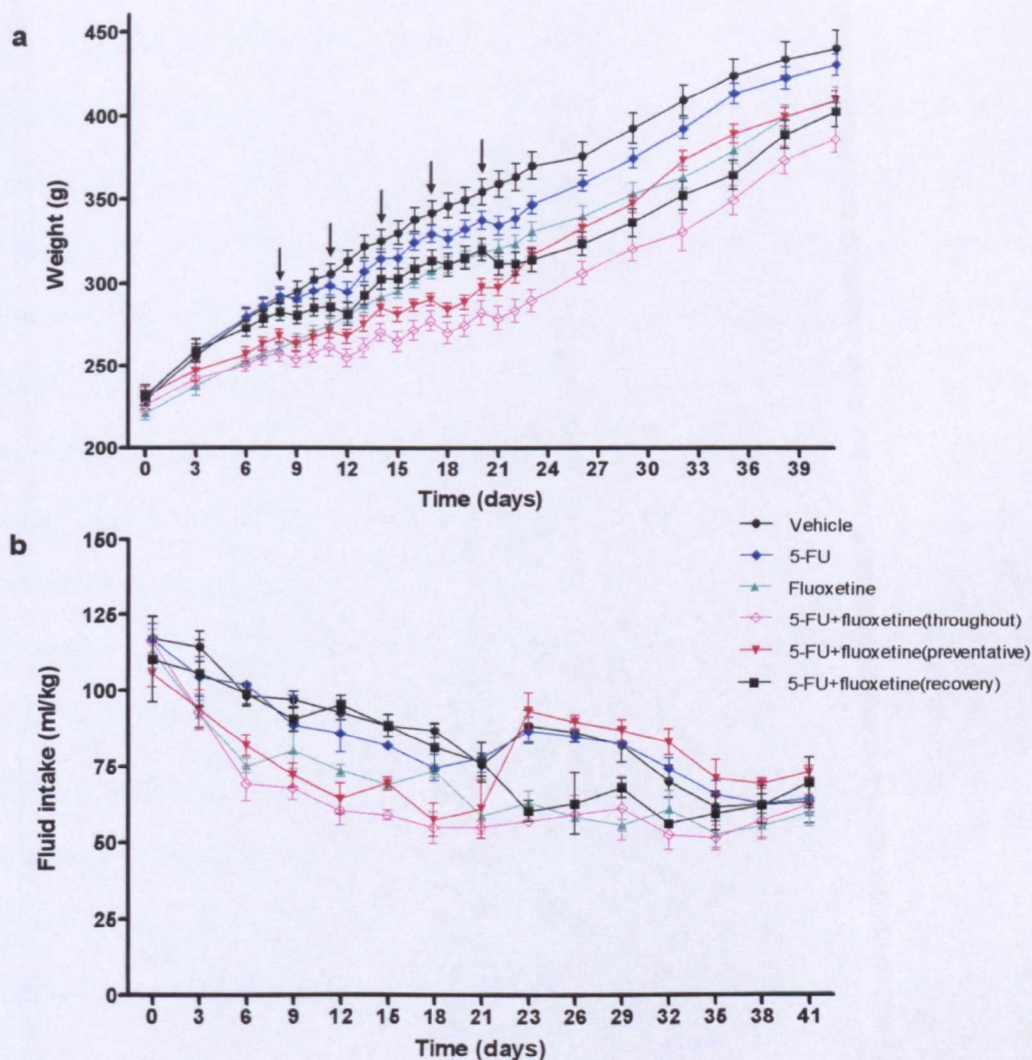 a
Weight (g)
450
400
350
300
250
200
0 3 6 9 12 15 18 21 24 27 30 33 36 39
Time (days)
b
Fluid intake (ml/kg)
150
125
100
75
50
25
0
0 3 6 9 12 15 18 21 23 26 29 32 36 38 41
Time (days)
Vehicle
5-FU
Fluoxetine
5-FU+fluoxetine(throughout)
5-FU+fluoxetine(preventative)
5-FU+fluoxetine(recovery)